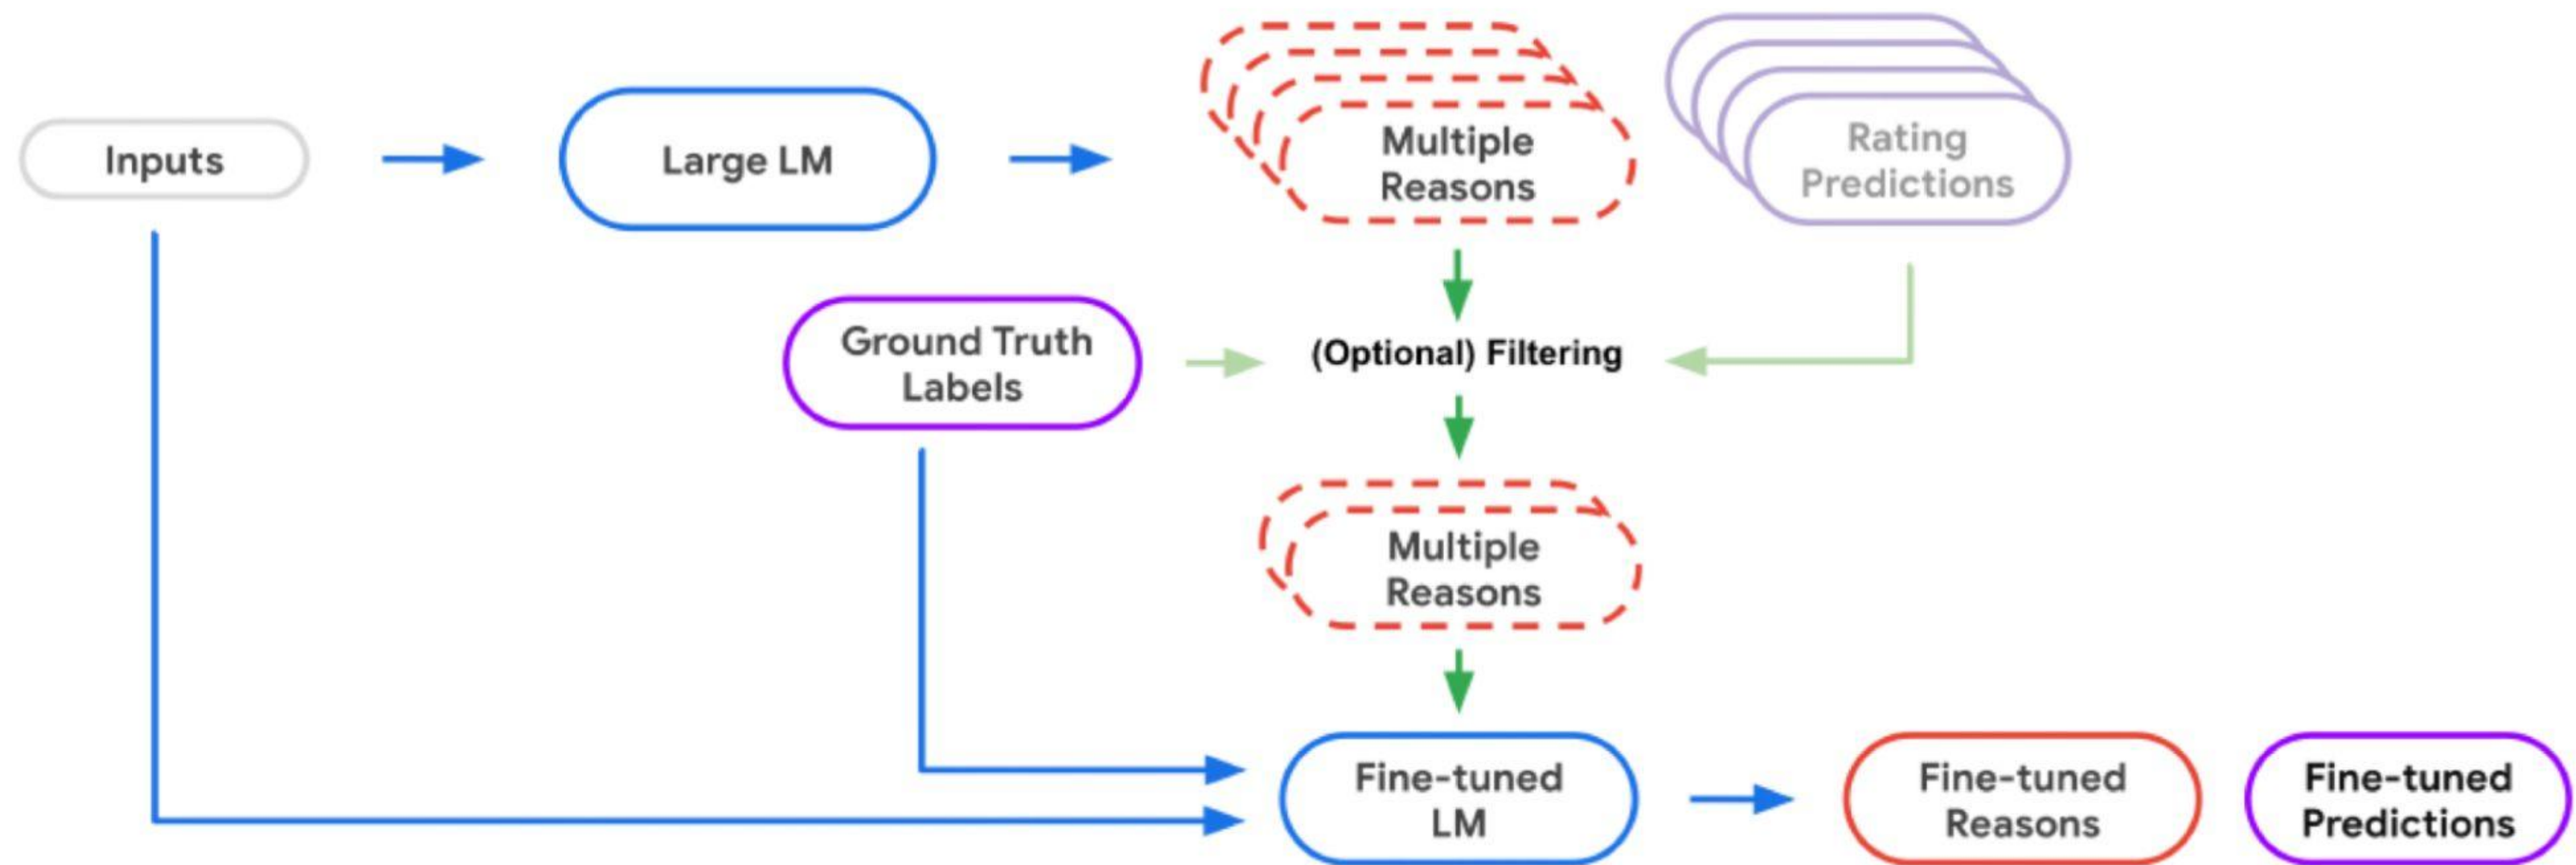 Inputs
Large LM
Multiple
Reasons
Rating
Predictions
Ground Truth
Labels
(Optional) Filtering
Multiple
Reasons
Fine-tuned
LM
Fine-tuned
Reasons
Fine-tuned
Predictions